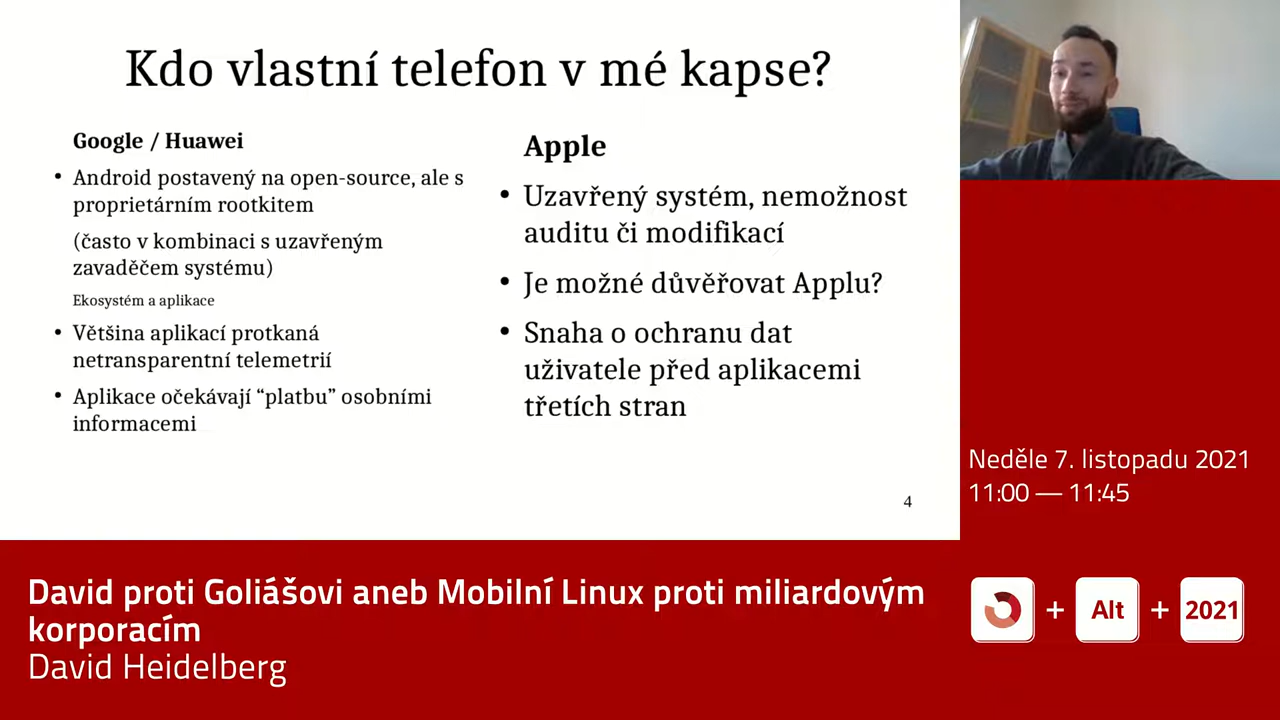 Kdo vlastní telefon v mé kapse?
Google / Huawei
• Android postavený na open-source, ale s
proprietárním rootkitem
(často v kombinaci s uzavřeným
zavaděčem systému)
Ekosystém a aplikace
• Většina aplikací protkaná
netransparentní telemetrií
• Aplikace očekávají “platbu” osobními
informacemi
Apple
• Uzavřený systém, nemožnost
auditu či modifikací
• Je možné důvěřovat Applu?
• Snaha o ochranu dat
uživatele před aplikacemi
třetích stran
4
Neděle 7. listopadu 2021
11:00 — 11:45
David proti Goliášovi aneb Mobilní Linux proti miliardovým
korporacím
David Heidelberg
+ Alt + 2021